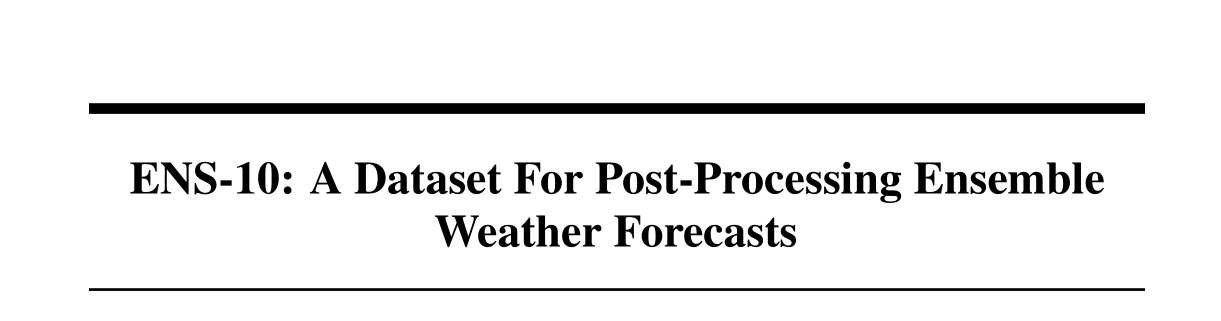 ENS-10: A Dataset For Post-Processing Ensemble
Weather Forecasts